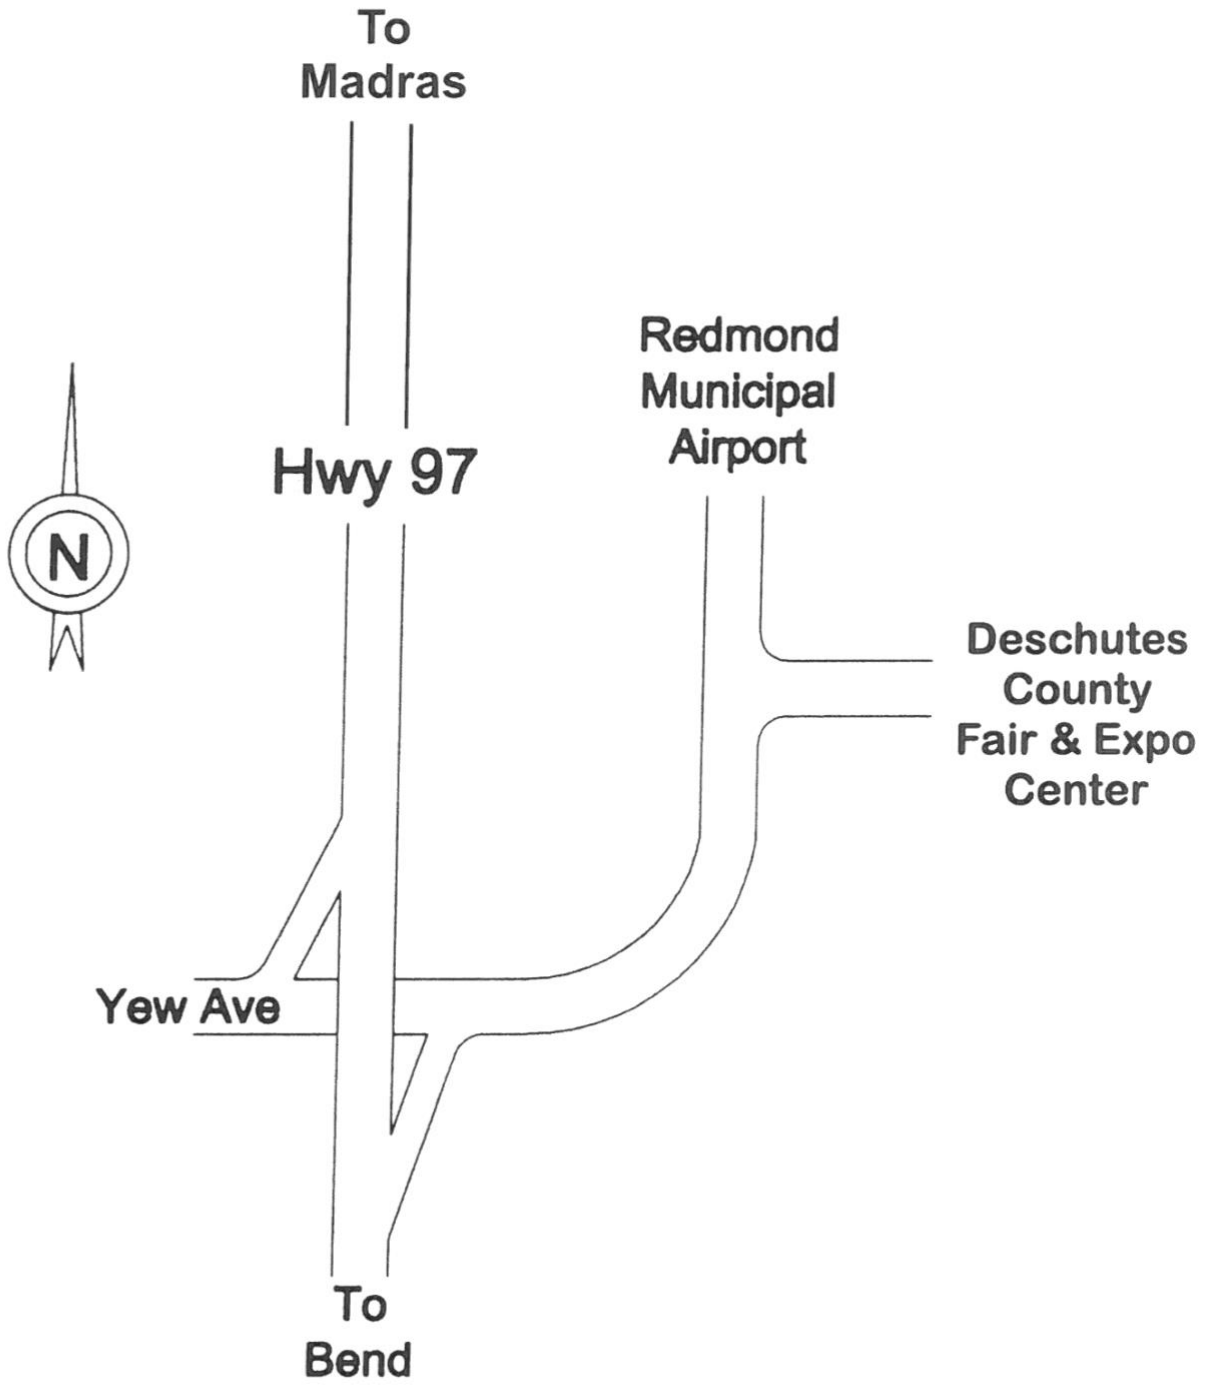 To
Madras
Redmond
Municipal
Airport
Hwy 97
N
Deschutes
County
Fair & Expo
Center
Yew Ave
To
Bend